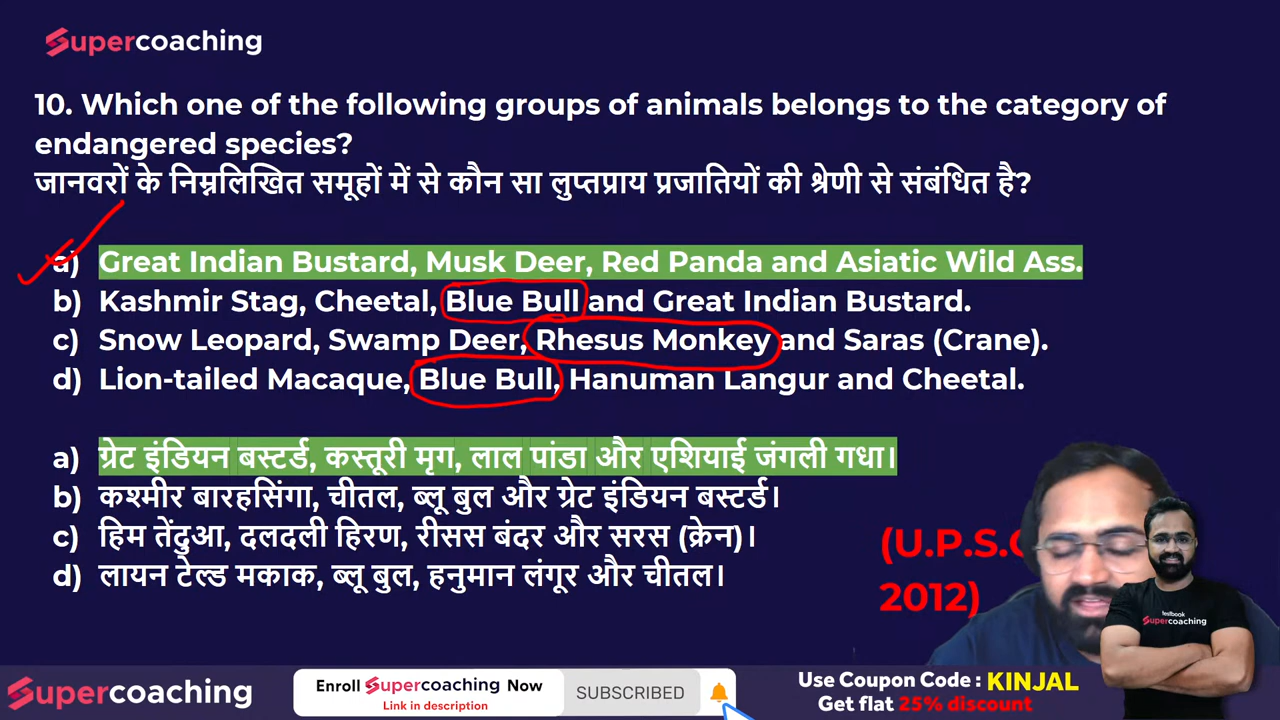 Supercoaching
10. Which one of the following groups of animals belongs to the category of
endangered species?
जानवरों के निम्नलिखित समूहों में से कौन सा लुप्तप्राय प्रजातियों की श्रेणी से संबंधित है?
a) Great Indian Bustard, Musk Deer, Red Panda and Asiatic Wild Ass.
b) Kashmir Stag, Cheetal, Blue Bull and Great Indian Bustard.
c) Snow Leopard, Swamp Deer, Rhesus Monkey and Saras (Crane).
d) Lion-tailed Macaque, Blue Bull, Hanuman Langur and Cheetal.
a) ग्रेट इंडियन बस्टर्ड, कस्तूरी मृग, लाल पांडा और एशियाई जंगली गधा।
b) कश्मीर बारहसिंगा, चीतल, ब्लू बुल और ग्रेट इंडियन बस्टर्ड।
c) हिम तेंदुआ, दलदली हिरण, रीसस बंदर और सरस (क्रेन)।
d) लायन टेल्ड मकाक, ब्लू बुल, हनुमान लंगूर और चीतल।
(U.P.S.C
2012)
testbook
Supercoaching
Supercoaching
Enroll Supercoaching Now
Link in description
SUBSCRIBED
Use Coupon Code : KINJAL
Get flat 25% discount